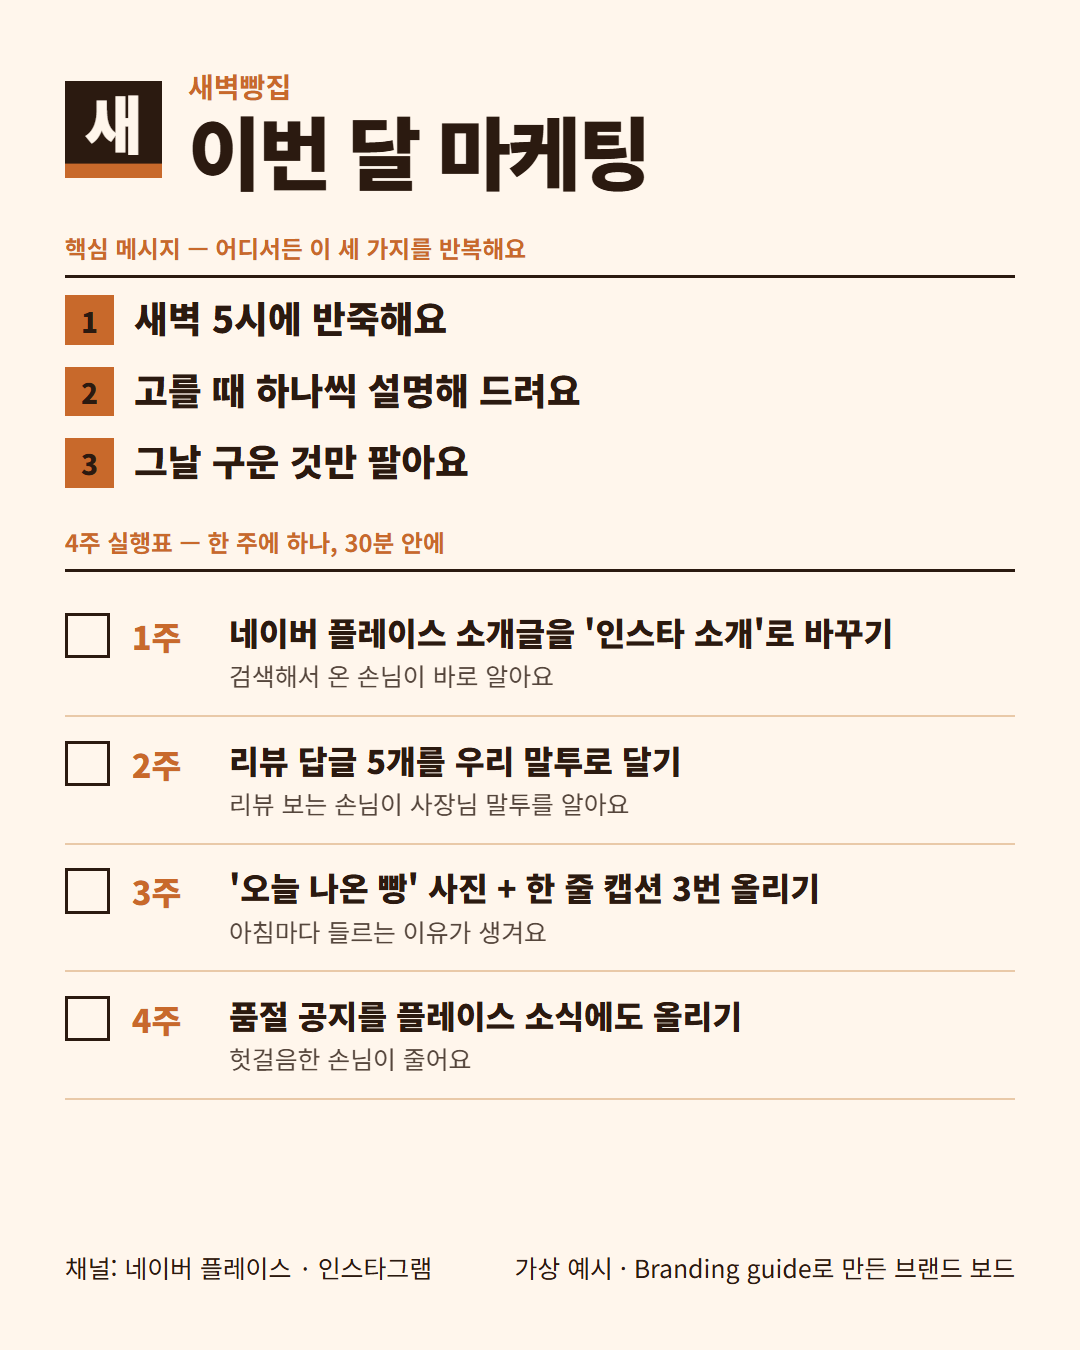 새
새벽빵집
이번 달 마케팅
핵심 메시지 — 어디서든 이 세 가지를 반복해요
1 새벽 5시에 반죽해요
2 고를 때 하나씩 설명해 드려요
3 그날 구운 것만 팔아요
4주 실행표 — 한 주에 하나, 30분 안에
1주 네이버 플레이스 소개글을 '인스타 소개'로 바꾸기
검색해서 온 손님이 바로 알아요
2주 리뷰 답글 5개를 우리 말투로 달기
리뷰 보는 손님이 사장님 말투를 알아요
3주 '오늘 나온 빵' 사진 + 한 줄 캡션 3번 올리기
아침마다 들르는 이유가 생겨요
4주 품절 공지를 플레이스 소식에도 올리기
헛걸음한 손님이 줄어요
채널: 네이버 플레이스 · 인스타그램
가상 예시 · Branding guide로 만든 브랜드 보드